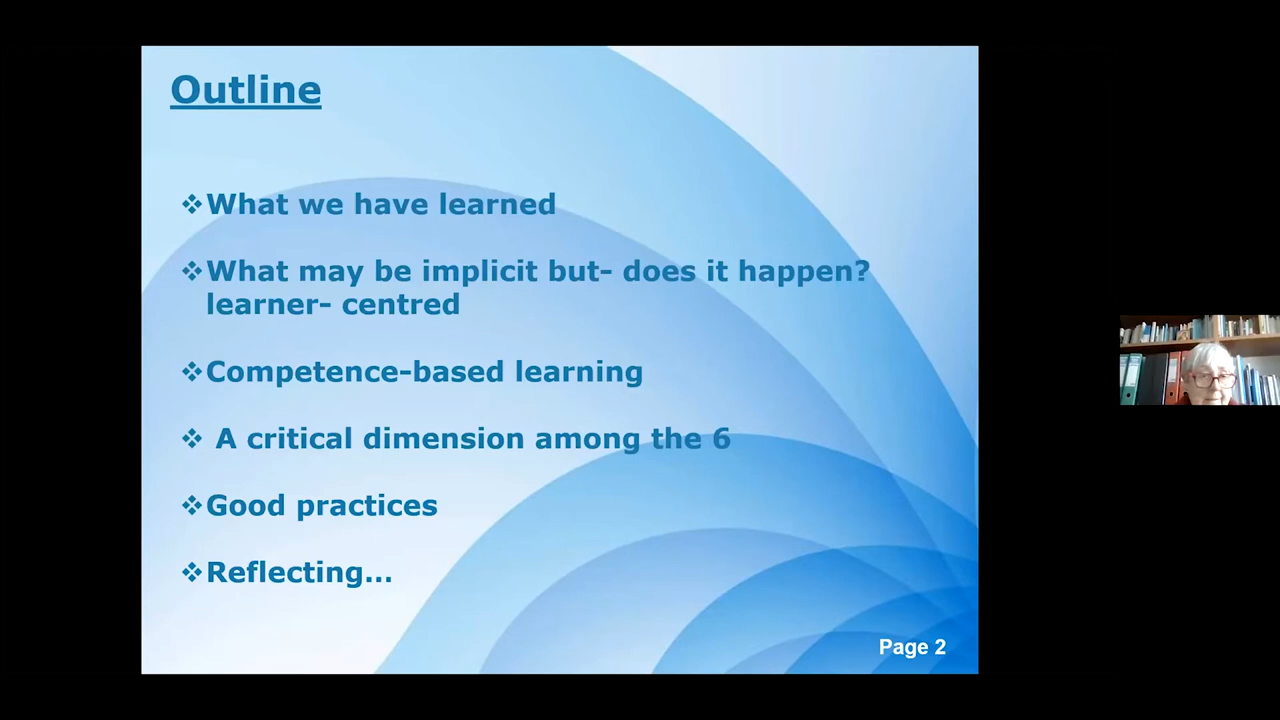 Outline
❖What we have learned
❖What may be implicit but- does it happen?
learner- centred
❖Competence-based learning
❖ A critical dimension among the 6
❖Good practices
❖Reflecting...
Page 2